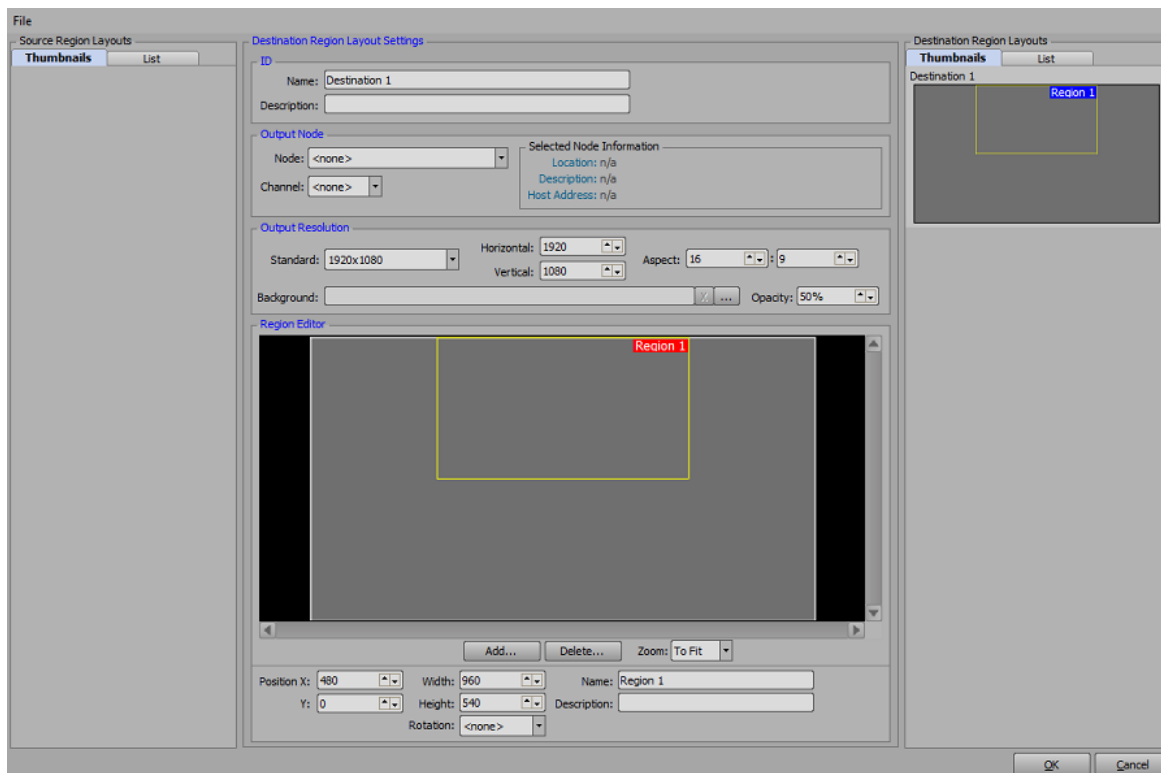 File
Source Region Layouts
Thumbnails List
Destination Region Layout Settings
ID
Name: Destination 1
Description:
Output Node
Node: <none>
Channel: <none>
Selected Node Information
Location: n/a
Description: n/a
Host Address: n/a
Output Resolution
Standard: 1920x1080
Horizontal: 1920
Vertical: 1080
Aspect: 16 : 9
Background: X ... Opacity: 50%
Region Editor
Region 1
Add... Delete... Zoom: To Fit
Position X: 480 Width: 960 Name: Region 1
Y: 0 Height: 540 Description:
Rotation: <none>
Destination Region Layouts
Thumbnails List
Destination 1
Region 1
OK Cancel